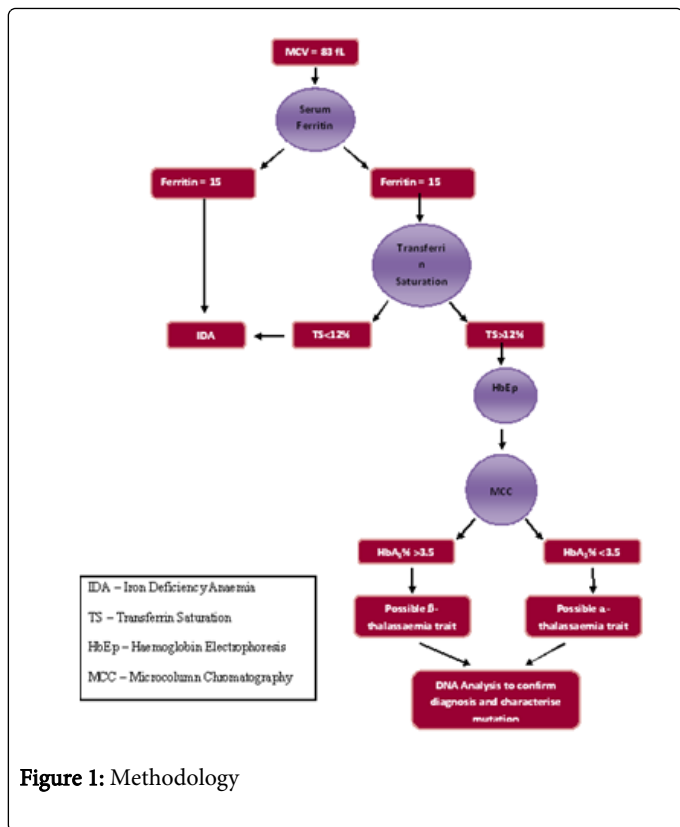 MCV = 83 fL
Serum
Ferritin
Ferritin = 15
Ferritin = 15
Transferri
n
Saturation
IDA
TS<12%
TS>12%
HbEp
MCC
HbA₂% >3.5
HbA₂% <3.5
Possible β-
thalassaemia trait
Possible α-
thalassaemia trait
DNA Analysis to confirm
diagnosis and characterise
mutation
IDA – Iron Deficiency Anaemia
TS – Transferrin Saturation
HbEp – Haemoglobin Electrophoresis
MCC – Microcolumn Chromatography
Figure 1: Methodology